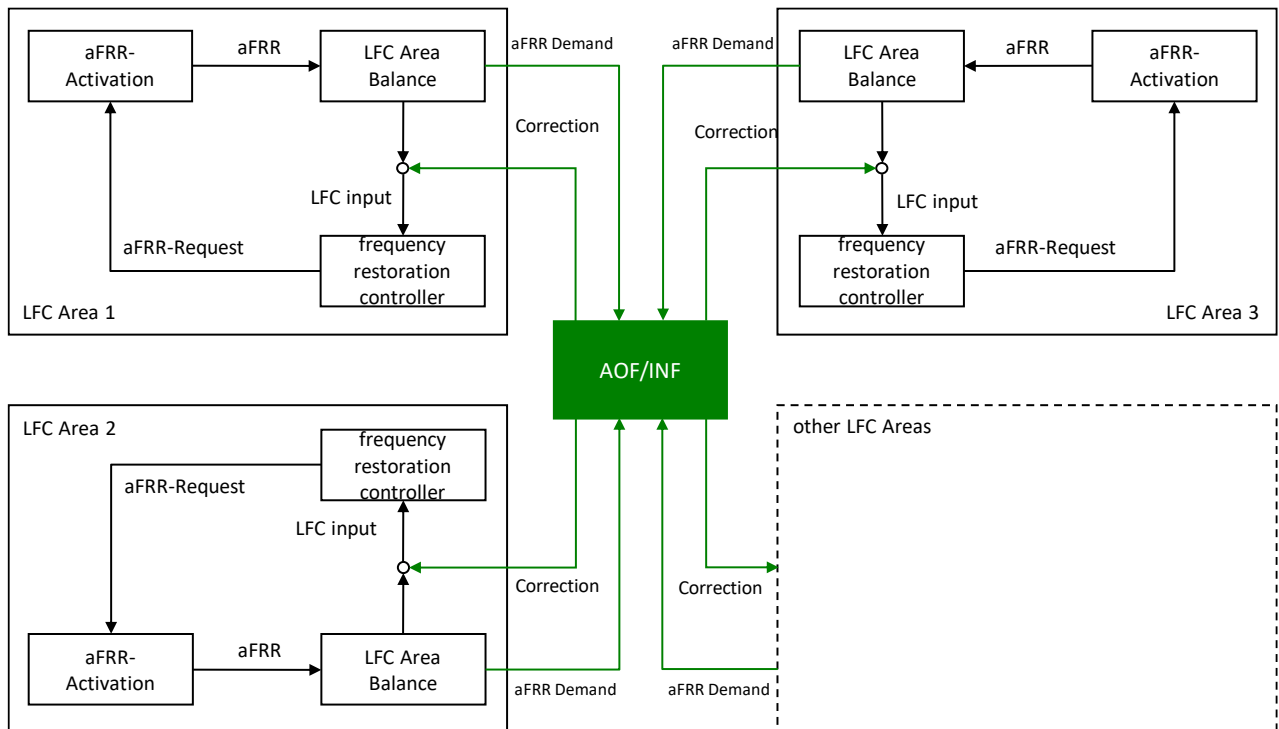 aFRR-
Activation
aFRR
LFC Area
Balance
aFRR Demand
Correction
LFC input
aFRR-Request
frequency
restoration
controller
LFC Area 1
aFRR Demand
LFC Area
Balance
aFRR
aFRR-
Activation
Correction
LFC input
frequency
restoration
controller
aFRR-Request
LFC Area 3
AOF/INF
LFC Area 2
frequency
restoration
controller
aFRR-Request
LFC input
Correction
aFRR-
Activation
aFRR
LFC Area
Balance
aFRR Demand
other LFC Areas
Correction
aFRR Demand